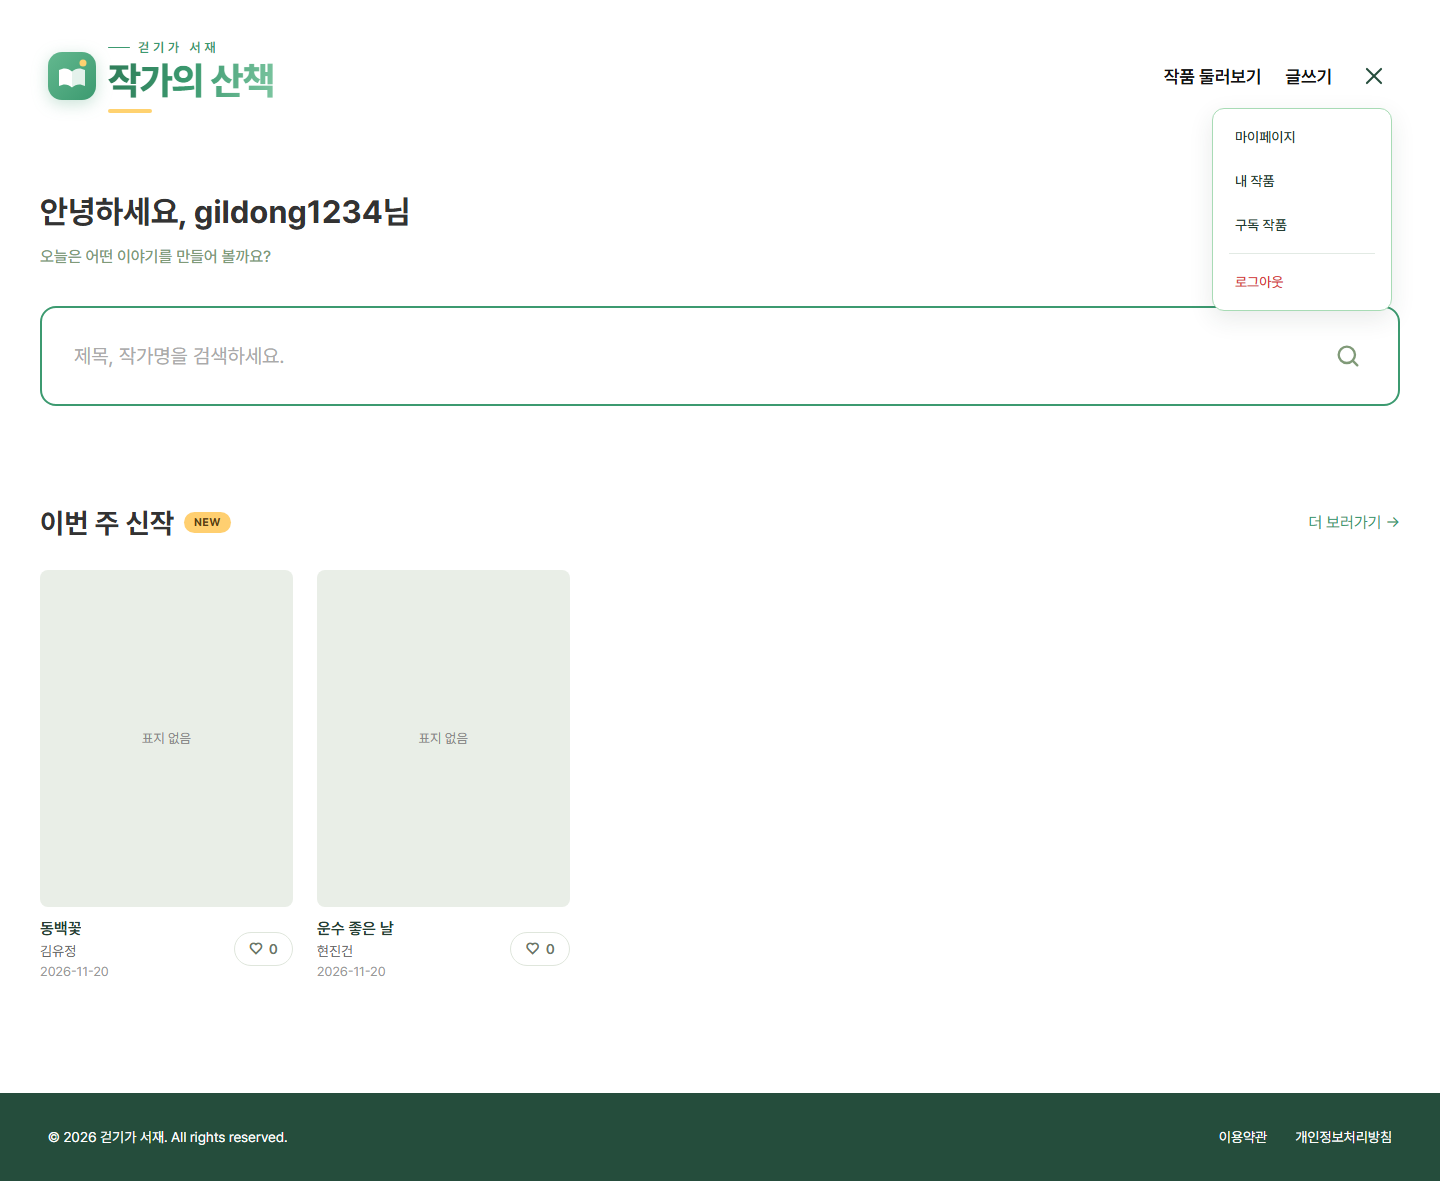 걷기가 서재
작가의 산책
작품 둘러보기 글쓰기
마이페이지
내 작품
구독 작품
로그아웃
안녕하세요, gildong1234님
오늘은 어떤 이야기를 만들어 볼까요?
제목, 작가명을 검색하세요.
이번 주 신작 NEW
더 보러가기 →
표지 없음
동백꽃
김유정
2026-11-20
0
표지 없음
운수 좋은 날
현진건
2026-11-20
0
© 2026 걷기가 서재. All rights reserved.
이용약관 개인정보처리방침